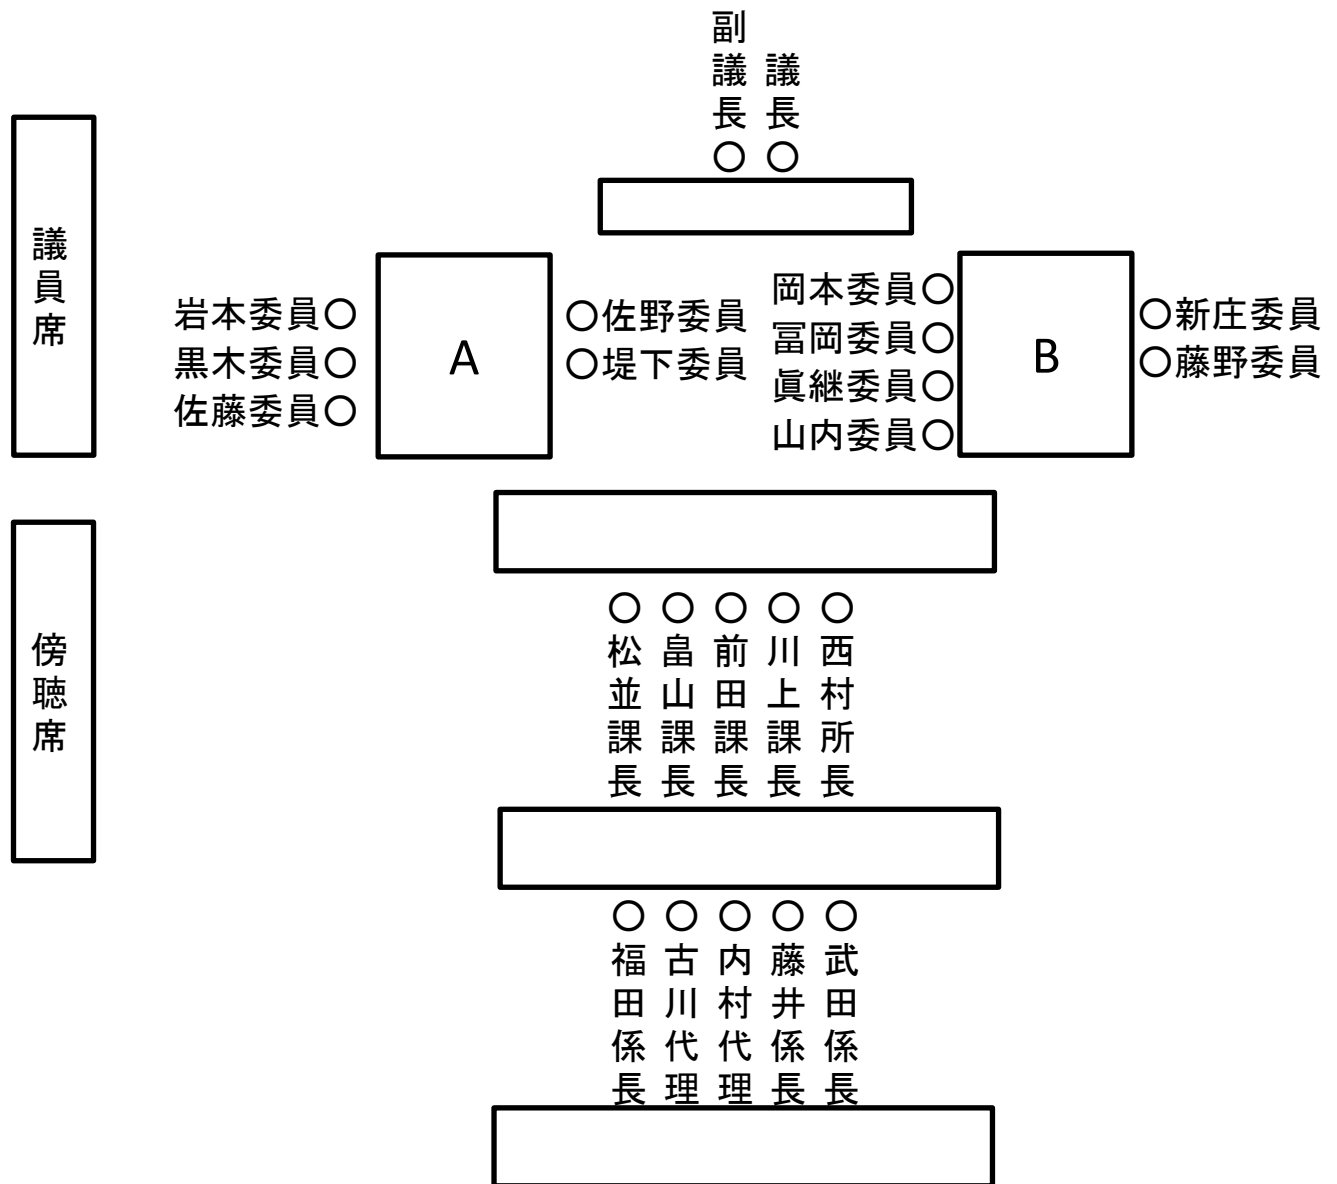 副議長
議長
議員席
岩本委員○
黒木委員○
佐藤委員○
A
○佐野委員
○堤下委員
岡本委員○
冨岡委員○
眞継委員○
山内委員○
B
○新庄委員
○藤野委員
傍聴席
松並課長
畠山課長
前田課長
川上課長
西村所長
福田係長
古川代理
内村代理
藤井係長
武田係長